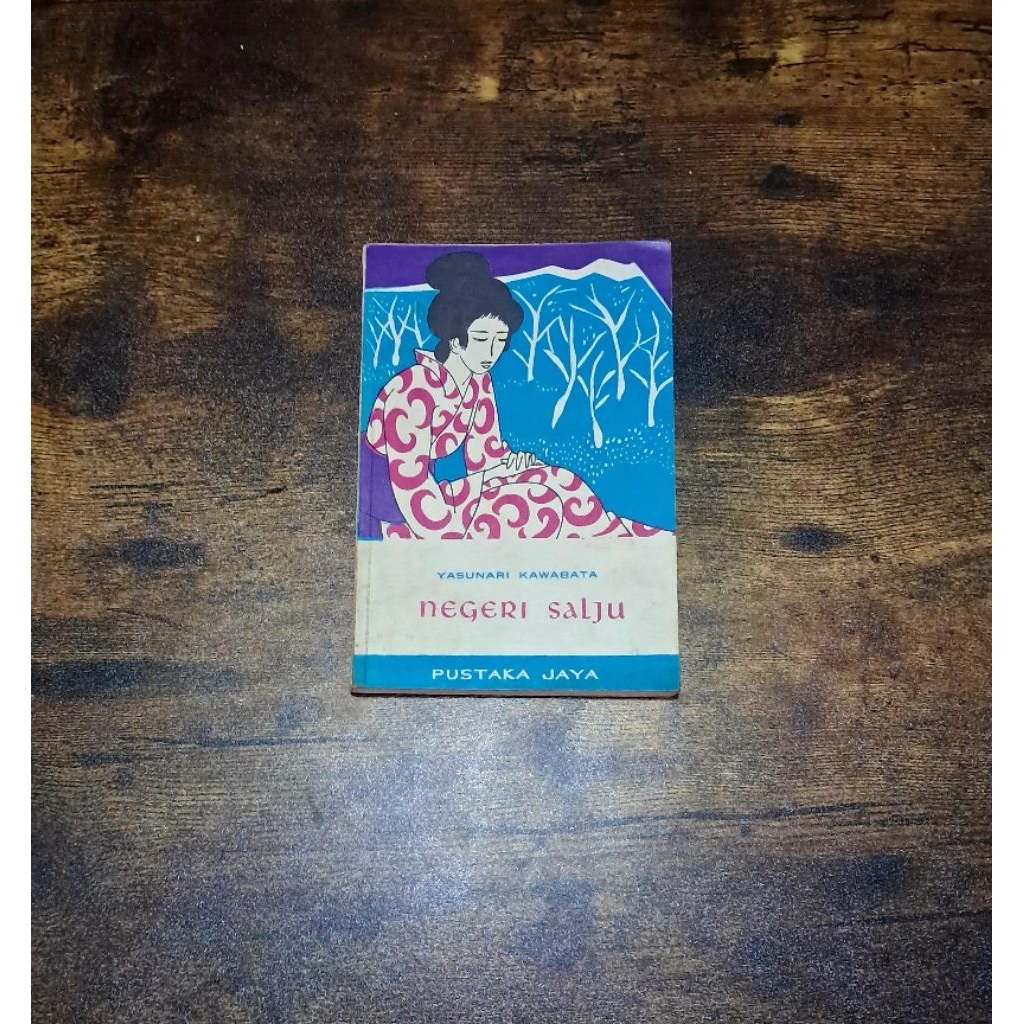 YASUNARI KAWABATA
NEGERI SALJU
PUSTAKA JAYA